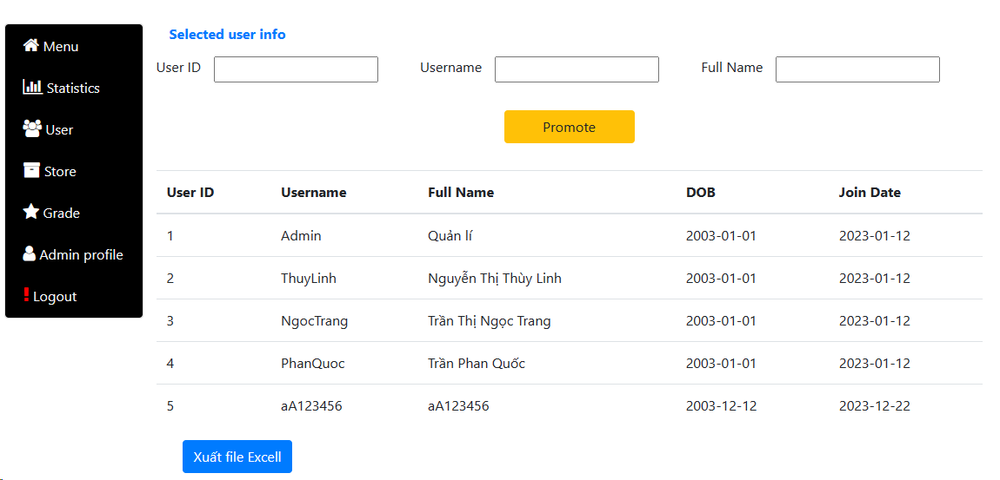 Menu
Statistics
User
Store
Grade
Admin profile
Logout
Selected user info
User ID Username Full Name
Promote
User ID Username Full Name DOB Join Date
1 Admin Quản lí 2003-01-01 2023-01-12
2 ThuyLinh Nguyễn Thị Thùy Linh 2003-01-01 2023-01-12
3 NgocTrang Trần Thị Ngọc Trang 2003-01-01 2023-01-12
4 PhanQuoc Trần Phan Quốc 2003-01-01 2023-01-12
5 aA123456 aA123456 2003-12-12 2023-12-22
Xuất file Excell